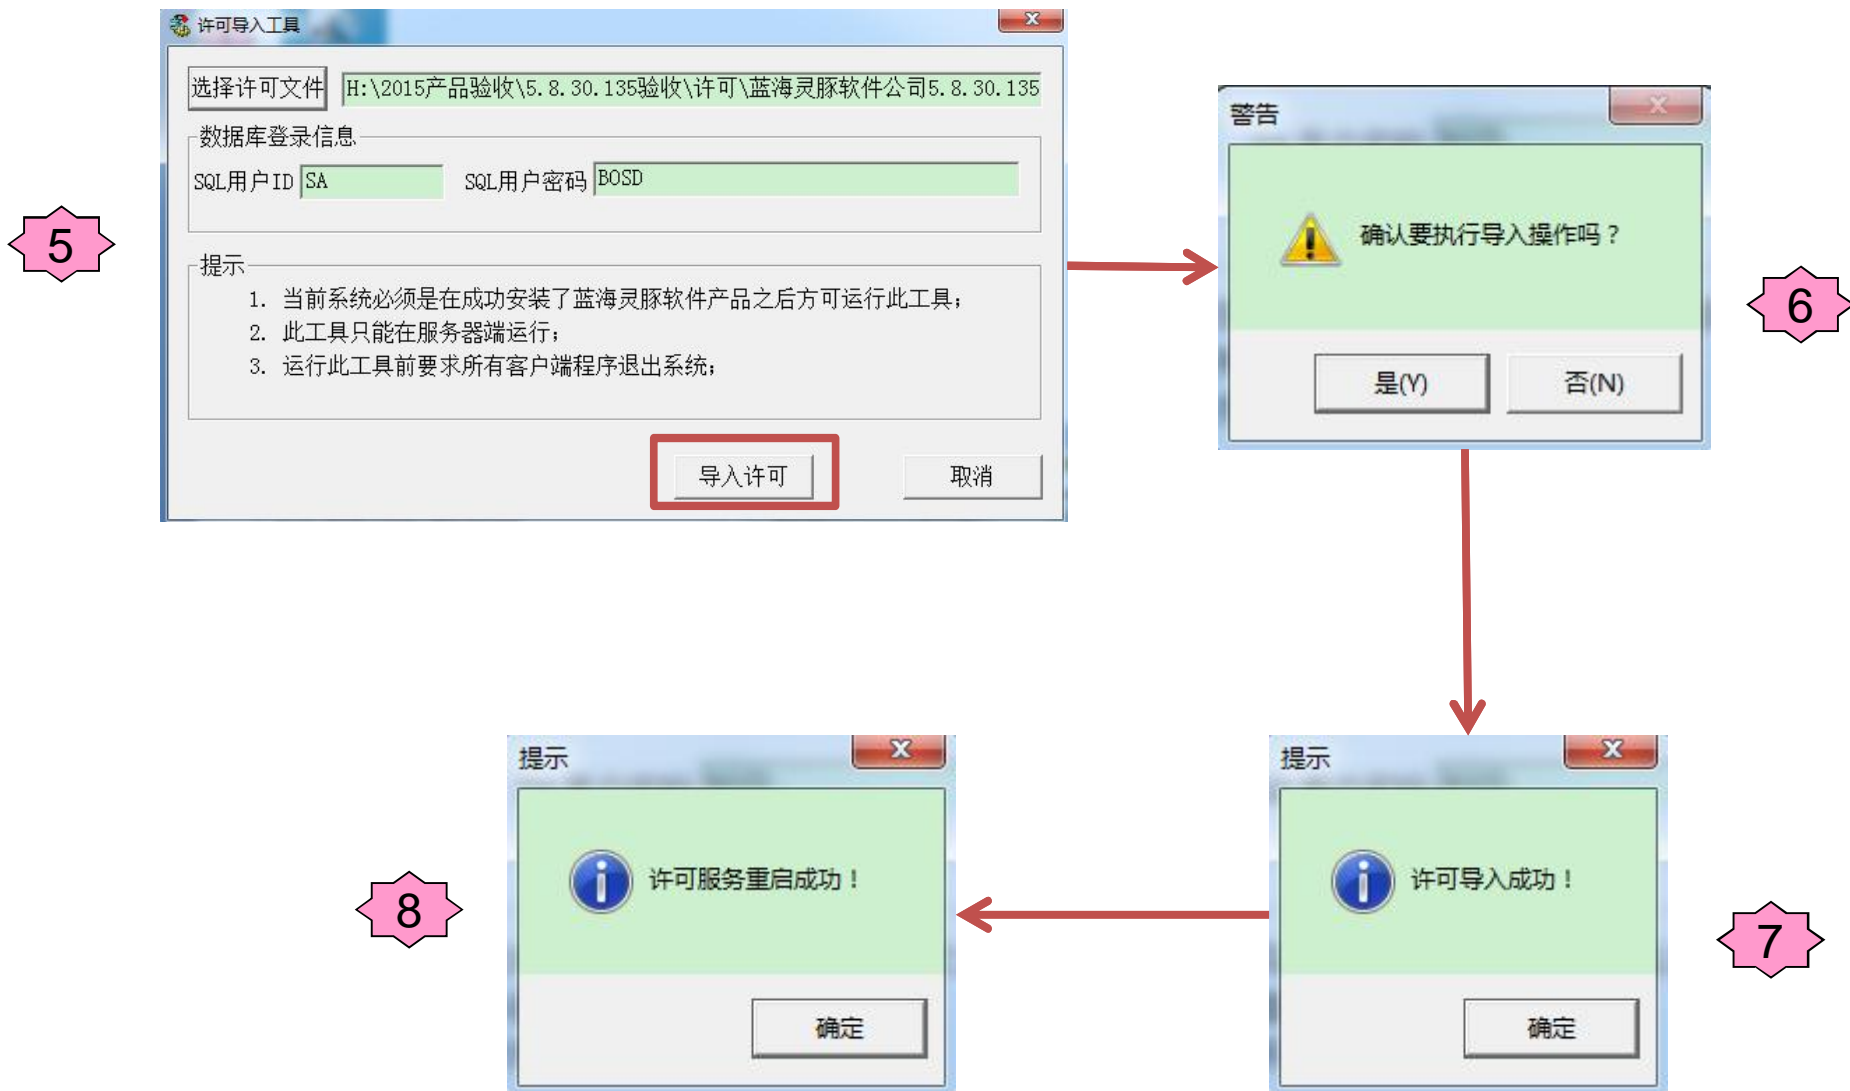 许可导入工具
选择许可文件 H:\2015产品验收\5.8.30.135验收\许可\蓝海灵豚软件公司5.8.30.135
数据库登录信息
SQL用户ID SA SQL用户密码 BOSD
5
提示
1. 当前系统必须是在成功安装了蓝海灵豚软件产品之后方可运行此工具;
2. 此工具只能在服务器端运行;
3. 运行此工具前要求所有客户端程序退出系统;
导入许可 取消
警告
确认要执行导入操作吗？
6
是(Y) 否(N)
提示
许可导入成功！
7
确定
提示
许可服务重启成功！
8
确定